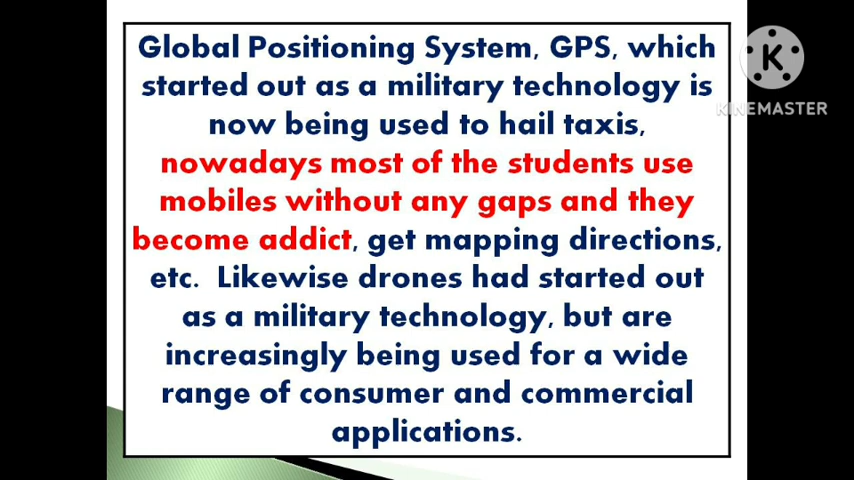 Global Positioning System, GPS, which
started out as a military technology is
now being used to hail taxis,
nowadays most of the students use
mobiles without any gaps and they
become addict, get mapping directions,
etc. Likewise drones had started out
as a military technology, but are
increasingly being used for a wide
range of consumer and commercial
applications.
K
KINEMASTER